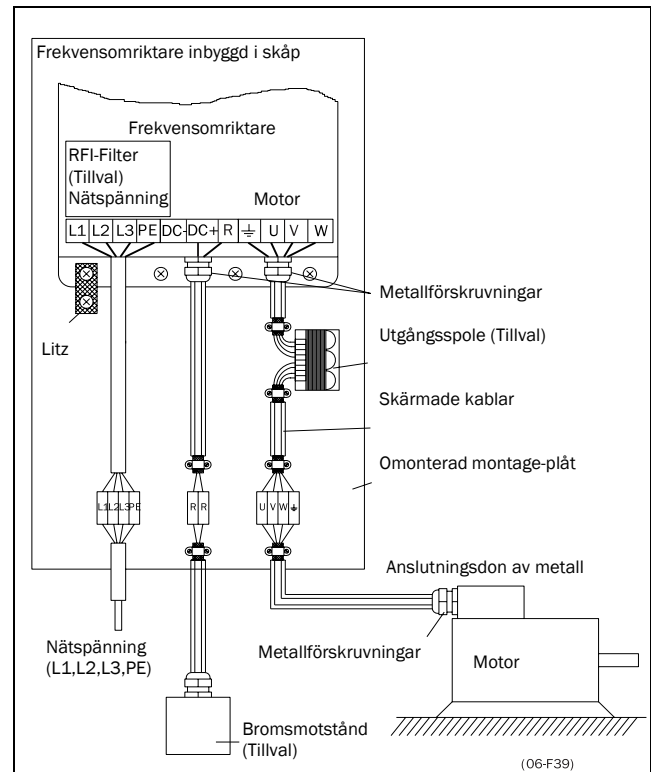 Frekvensomriktare inbyggd i skåp
Frekvensomriktare
RFI-Filter
(Tillval)
Nätspänning
Motor
L1 L2 L3 PE DC- DC+ R U V W
Metallförskruvningar
Litz
Utgångsspole (Tillval)
Skärmade kablar
Omonterad montage-plåt
L1 L2 L3 PE
R R
U V W
Anslutningsdon av metall
Nätspänning
(L1,L2,L3,PE)
Metallförskruvningar
Motor
Bromsmotstånd
(Tillval)
(06-F39)